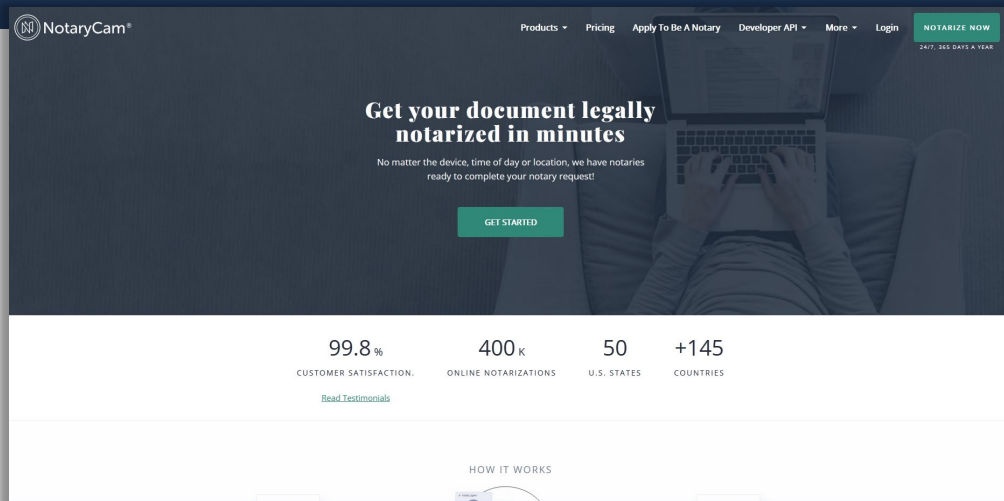 NotaryCam®
Products Pricing Apply To Be A Notary Developer API More Login NOTARIZE NOW
24/7, 365 DAYS A YEAR
Get your document legally
notarized in minutes
No matter the device, time of day or location, we have notaries
ready to complete your notary request!
GET STARTED
99.8 % 400 K 50 +145
CUSTOMER SATISFACTION. ONLINE NOTARIZATIONS U.S. STATES COUNTRIES
Read Testimonials
HOW IT WORKS